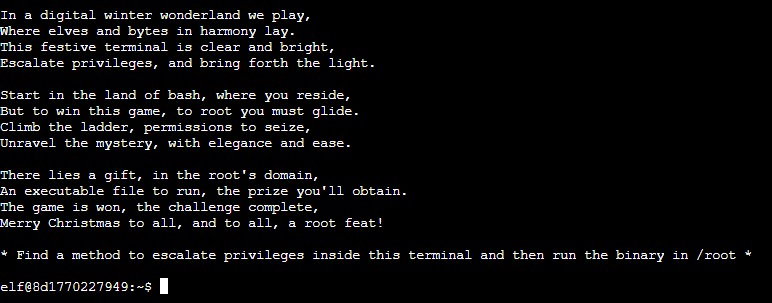 In a digital winter wonderland we play,
Where elves and bytes in harmony lay.
This festive terminal is clear and bright,
Escalate privileges, and bring forth the light.
Start in the land of bash, where you reside,
But to win this game, to root you must glide.
Climb the ladder, permissions to seize,
Unravel the mystery, with elegance and ease.
There lies a gift, in the root's domain,
An executable file to run, the prize you'll obtain.
The game is won, the challenge complete,
Merry Christmas to all, and to all, a root feat!
* Find a method to escalate privileges inside this terminal and then run the binary in /root *
elf@8d1770227949:~$